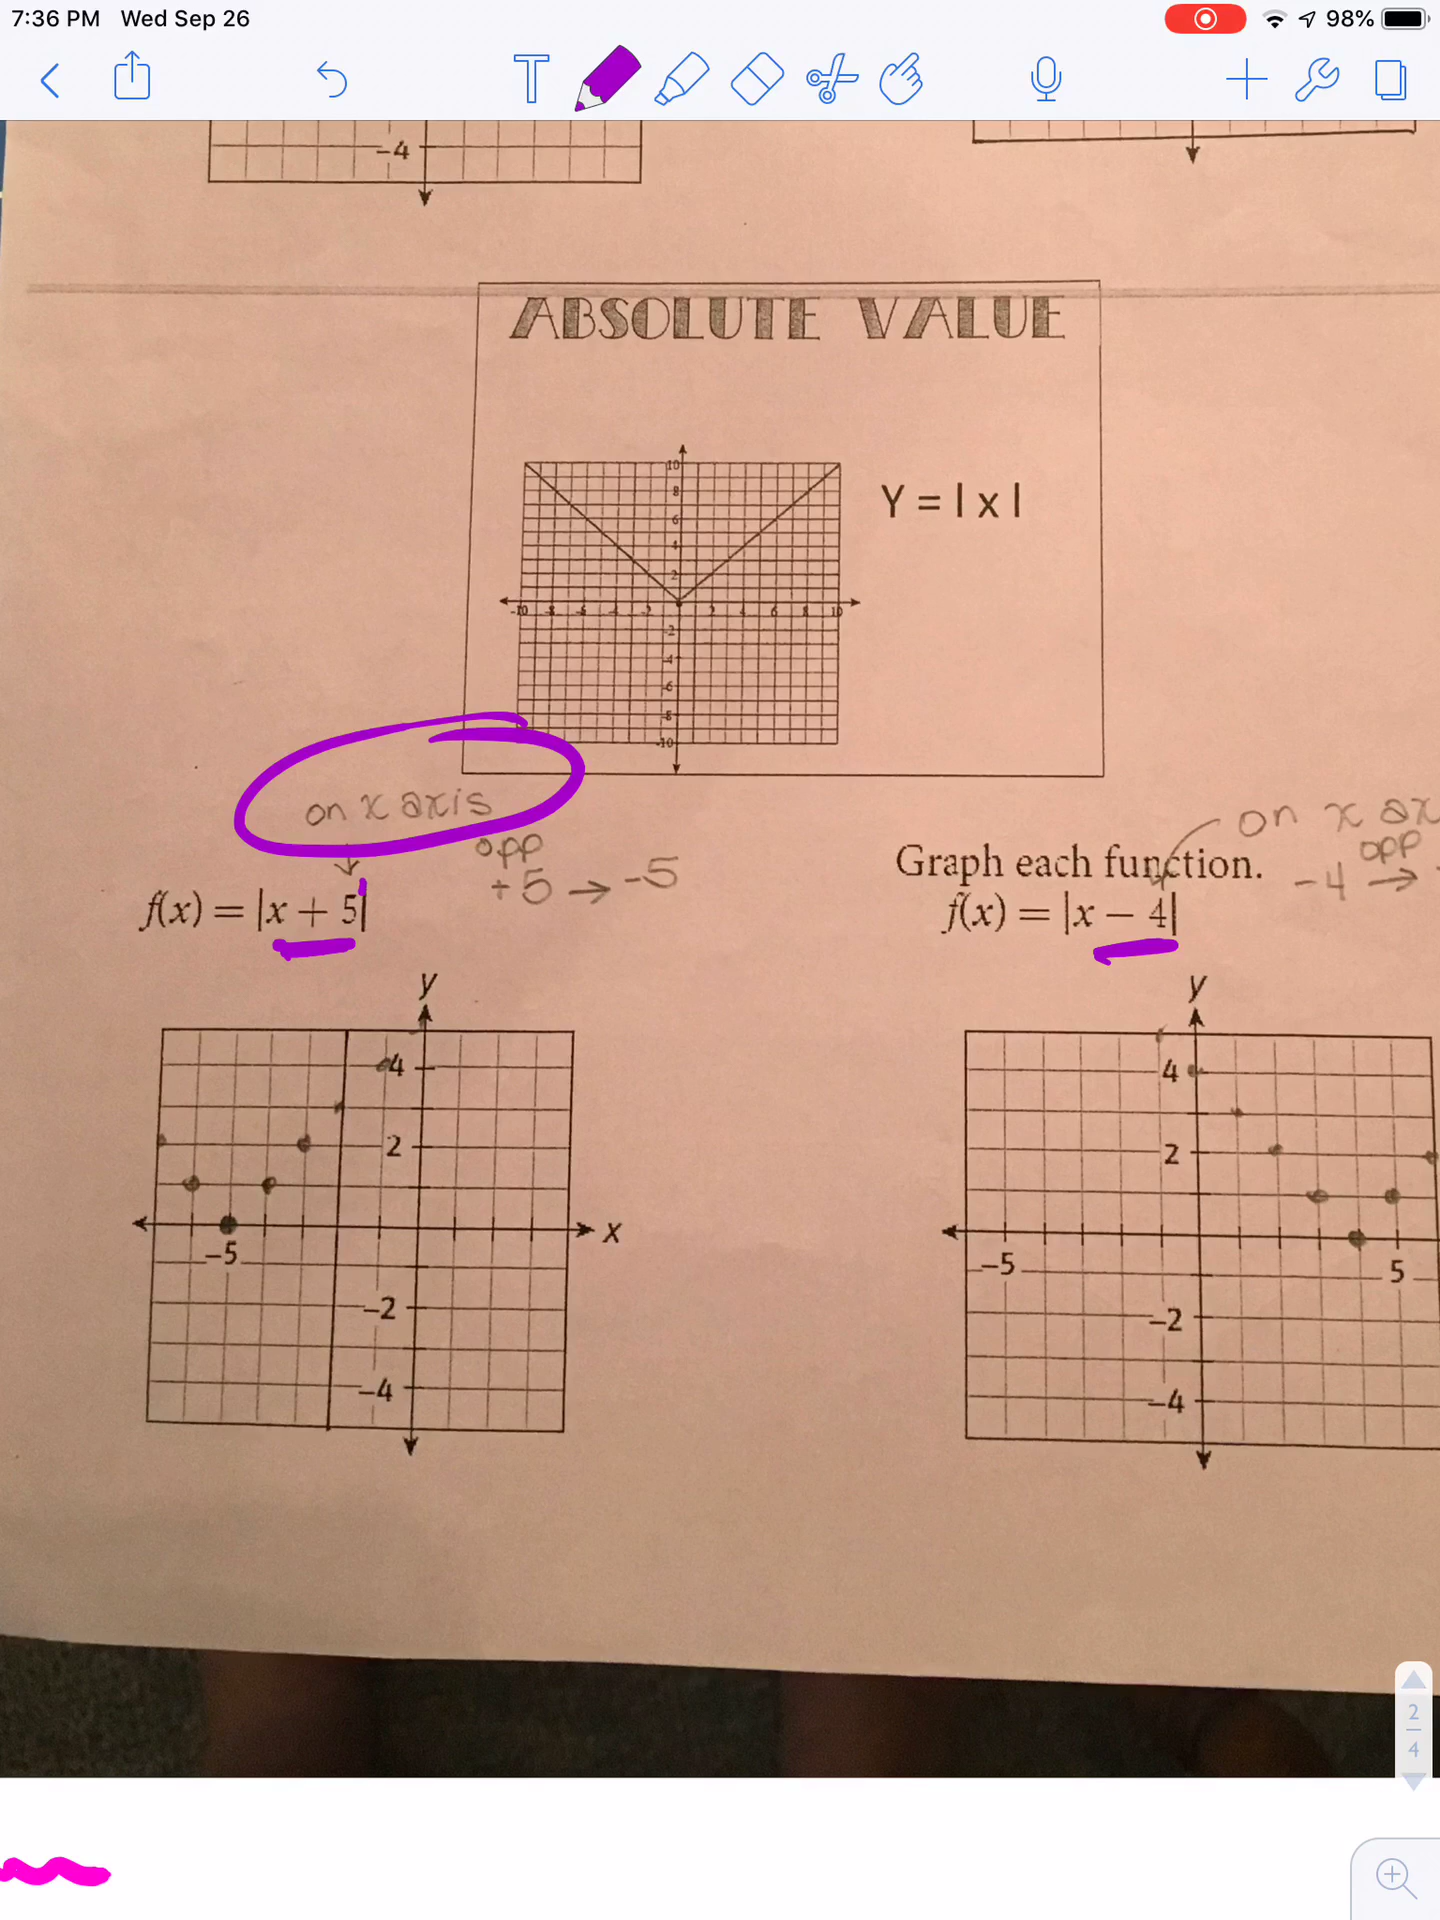 7:36 PM Wed Sep 26 98%
T
-4
ABSOLUTE VALUE
Y = | x |
10
8
6
4
2
-10 -8 -6 -4 -2 2 4 6 8 10
-2
-4
-6
-8
-10
on x axis
opp
+5 → -5
f(x) = |x + 5|
y
4
2
x
-5
-2
-4
on x ax
Graph each function.
opp
-4 →
f(x) = |x − 4|
y
4
2
-5 5
-2
-4
2
4